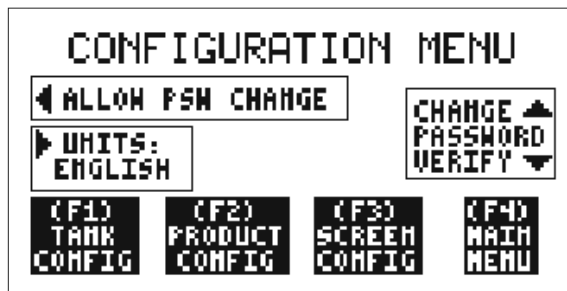 CONFIGURATION MENU
ALLOW PSW CHANGE
UNITS:
ENGLISH
CHANGE
PASSWORD
VERIFY
(F1)
TANK
CONFIG
(F2)
PRODUCT
CONFIG
(F3)
SCREEN
CONFIG
(F4)
MAIN
MENU